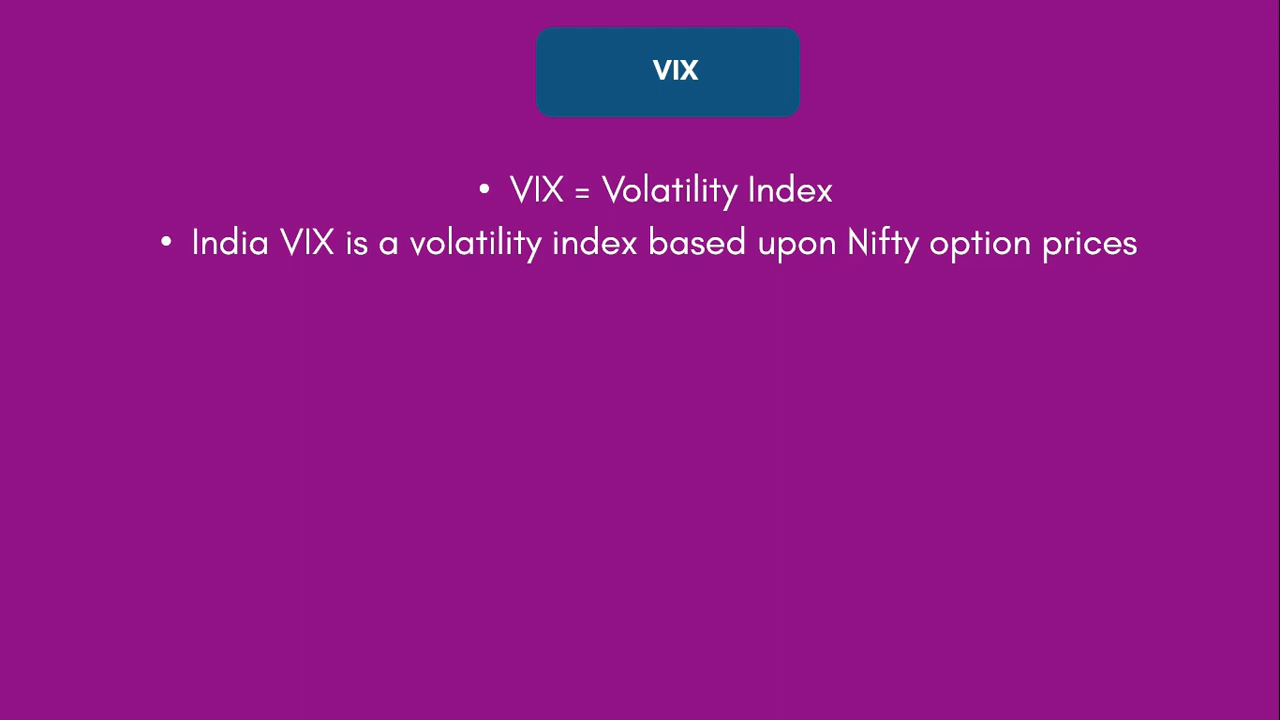 VIX
• VIX = Volatility Index
• India VIX is a volatility index based upon Nifty option prices